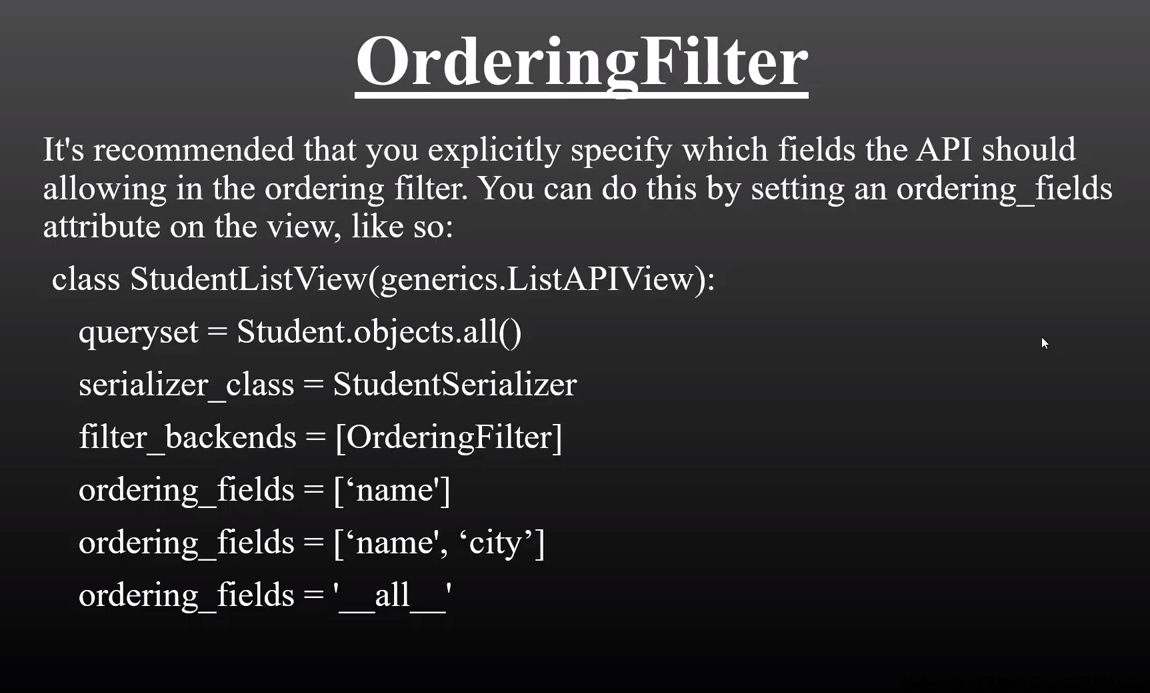 OrderingFilter
It's recommended that you explicitly specify which fields the API should
allowing in the ordering filter. You can do this by setting an ordering_fields
attribute on the view, like so:
class StudentListView(generics.ListAPIView):
queryset = Student.objects.all()
serializer_class = StudentSerializer
filter_backends = [OrderingFilter]
ordering_fields = [‘name']
ordering_fields = [‘name', ‘city’]
ordering_fields = '__all__'